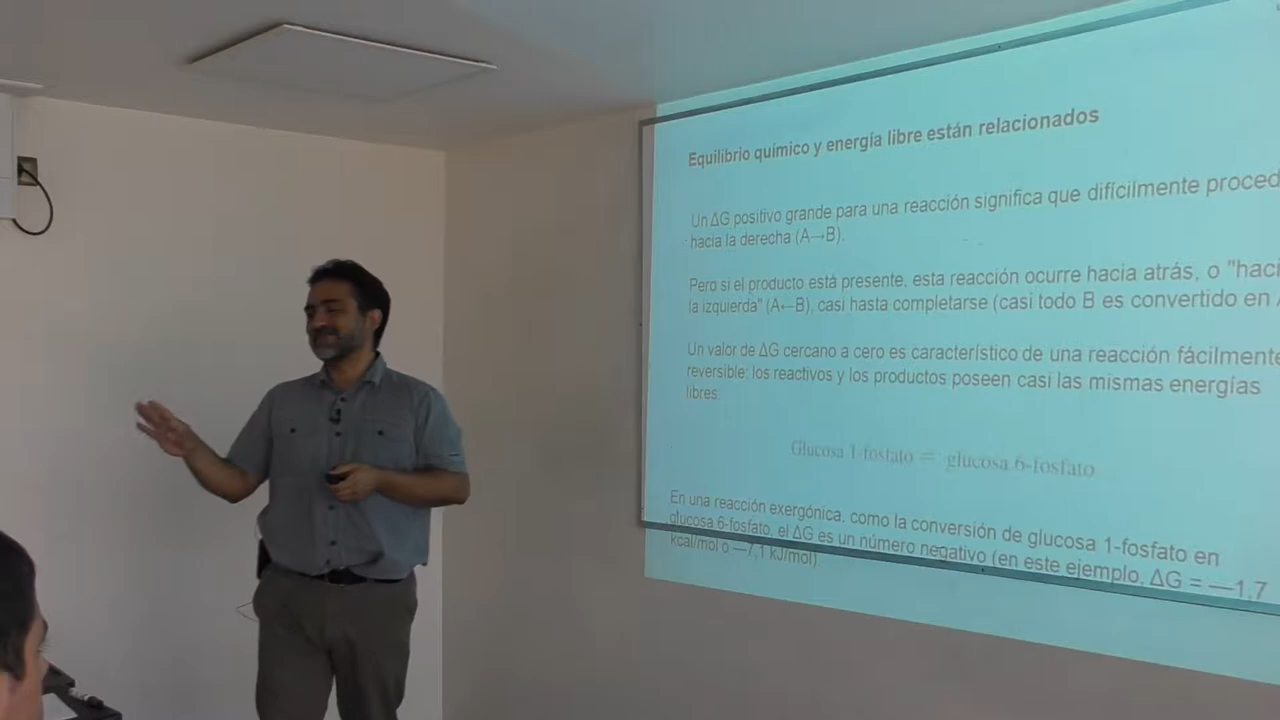 Equilibrio químico y energía libre están relacionados
Un ΔG positivo grande para una reacción significa que difícilmente proced
hacia la derecha (A→B).
Pero si el producto está presente, esta reacción ocurre hacia atrás, o "haci
la izquierda" (A←B), casi hasta completarse (casi todo B es convertido en A
Un valor de ΔG cercano a cero es característico de una reacción fácilmente
reversible: los reactivos y los productos poseen casi las mismas energías
libres.
Glucosa 1-fosfato = glucosa 6-fosfato
En una reacción exergónica, como la conversión de glucosa 1-fosfato en
glucosa 6-fosfato, el ΔG es un número negativo (en este ejemplo, ΔG = —1,7
kcal/mol o —7,1 kJ/mol).